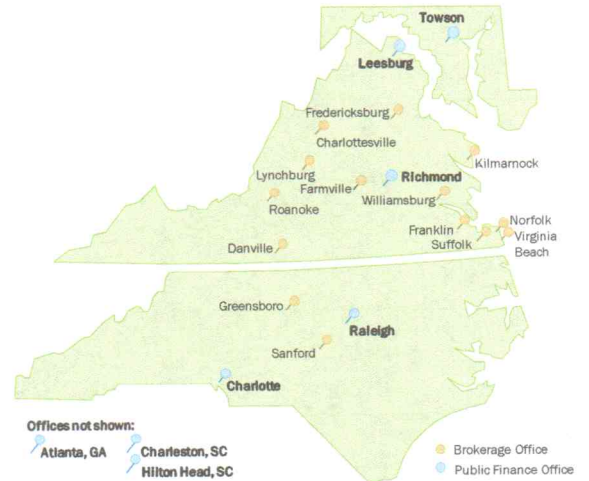 Towson
Leesburg
Fredericksburg
Charlottesville
Kilmarnock
Lynchburg
Richmond
Farmville
Williamsburg
Roanoke
Norfolk
Franklin
Suffolk
Virginia
Beach
Danville
Greensboro
Raleigh
Sanford
Charlotte
Offices not shown:
Atlanta, GA
Charleston, SC
Hilton Head, SC
Brokerage Office
Public Finance Office